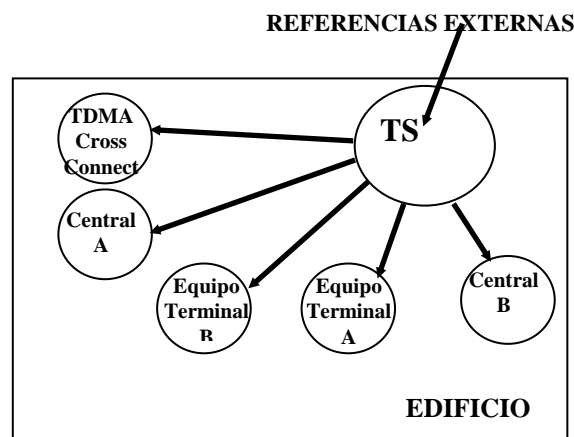 REFERENCIAS EXTERNAS
TS
TDMA
Cross
Connect
Central
A
Equipo
Terminal
B
Equipo
Terminal
A
Central
B
EDIFICIO